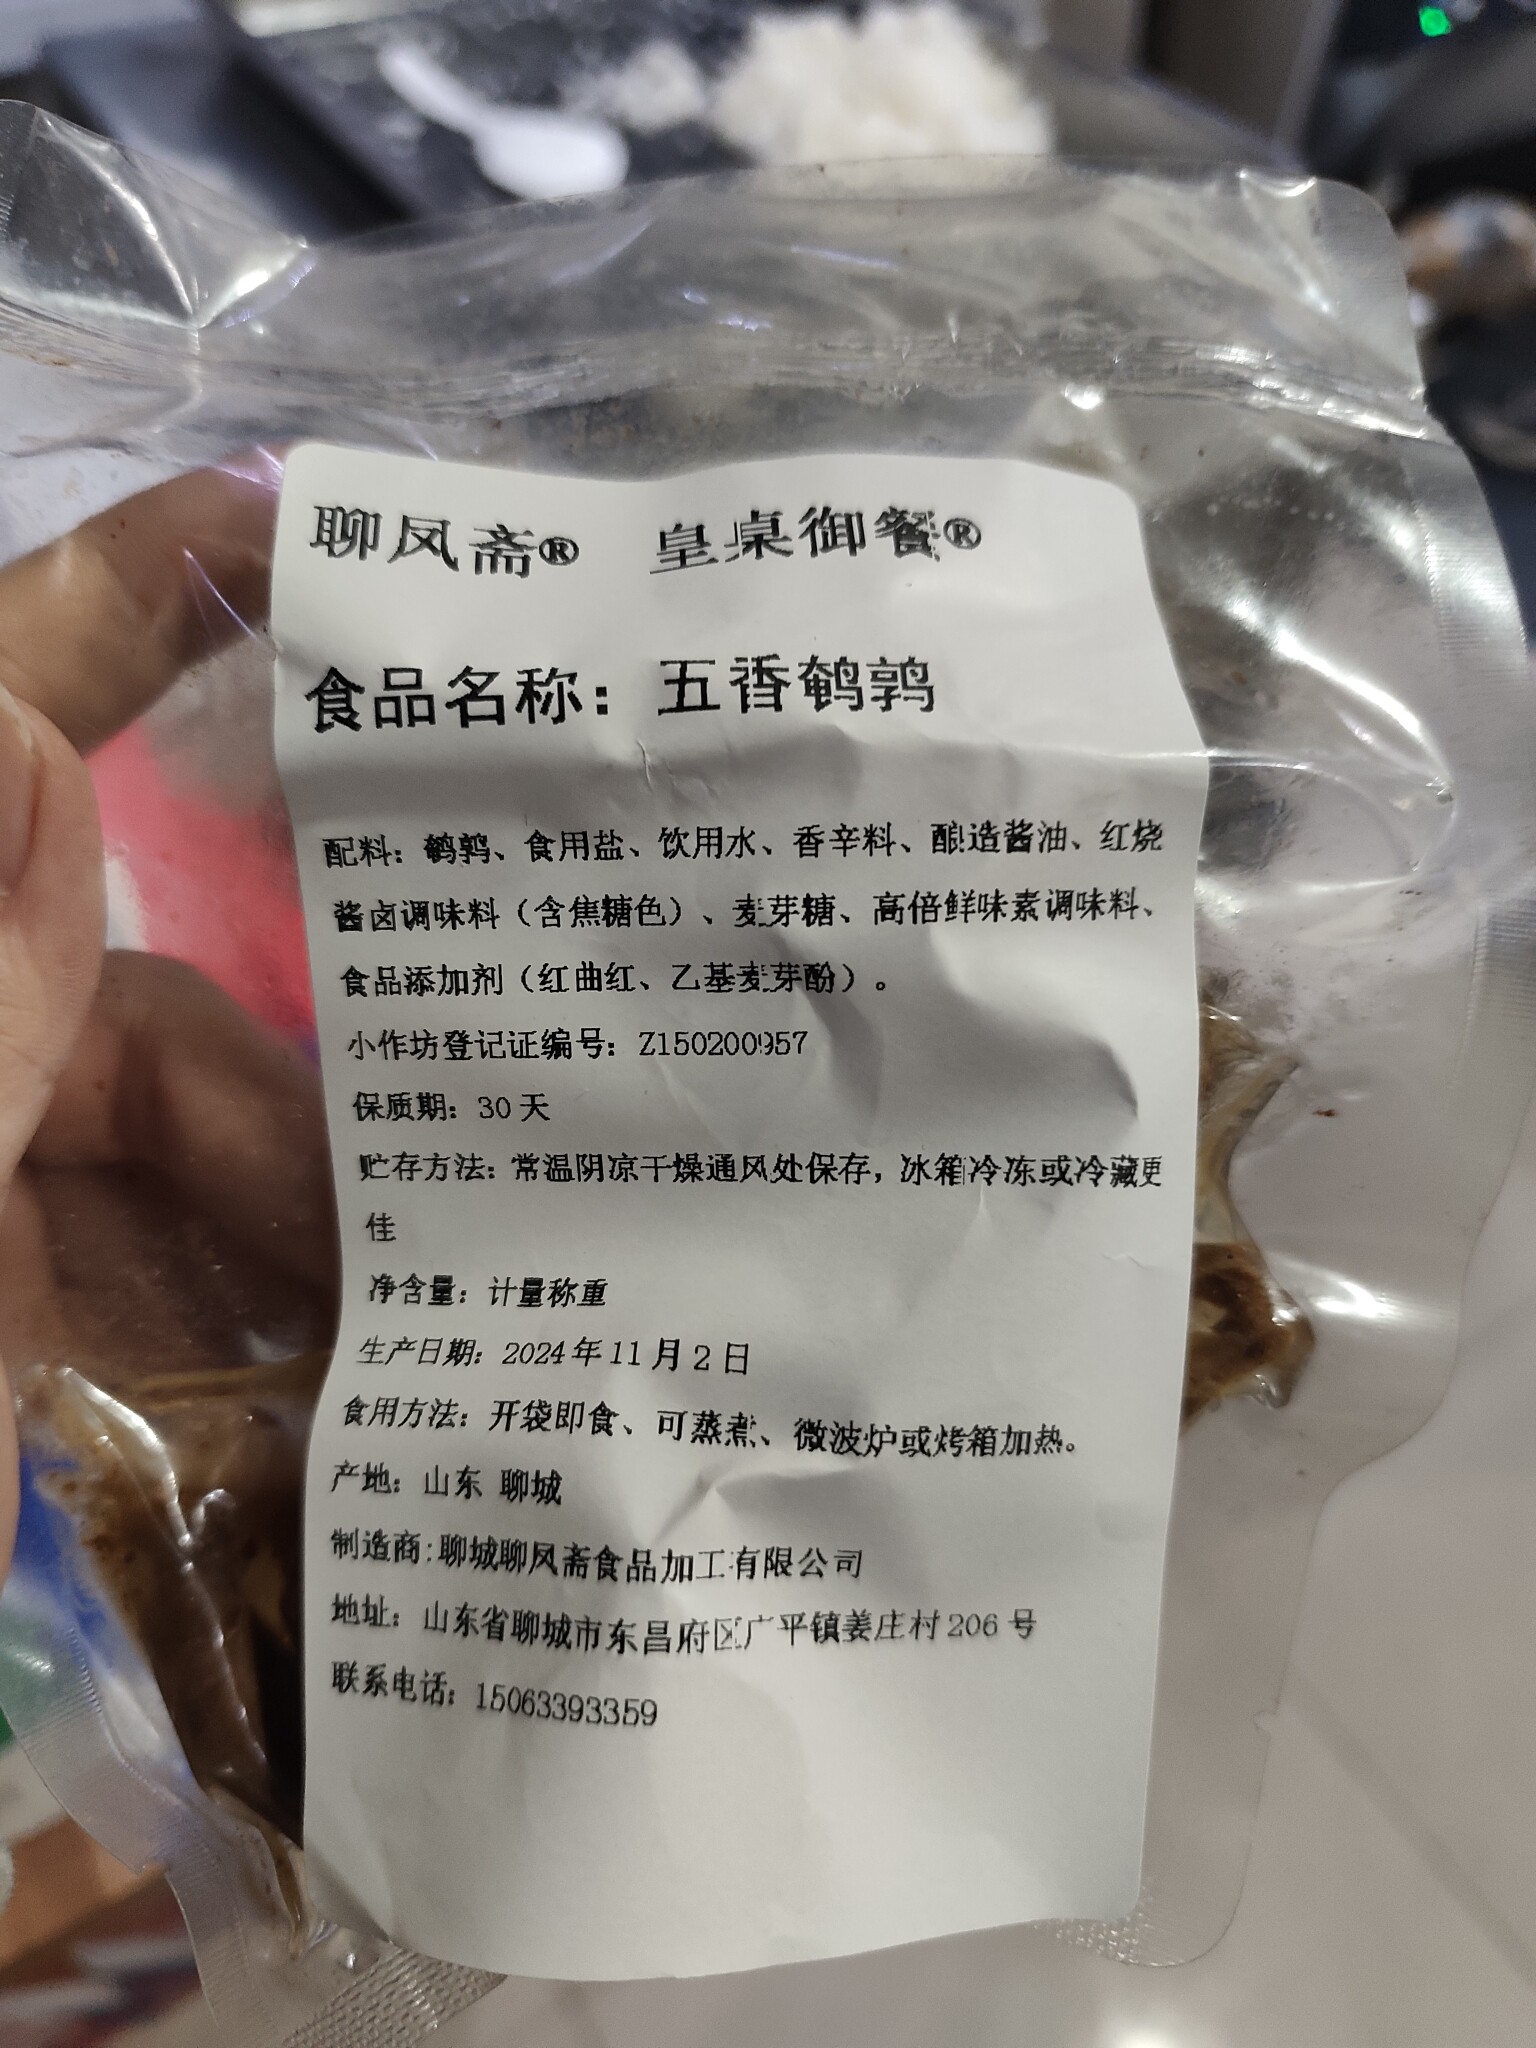 聊凤斋® 皇桌御餐®
食品名称：五香鹌鹑
配料：鹌鹑、食用盐、饮用水、香辛料、酿造酱油、红烧
酱卤调味料（含焦糖色）、麦芽糖、高倍鲜味素调味料、
食品添加剂（红曲红、乙基麦芽酚）。
小作坊登记证编号：Z150200957
保质期：30天
贮存方法：常温阴凉干燥通风处保存，冰箱冷冻或冷藏更
佳
净含量：计量称重
生产日期：2024年11月2日
食用方法：开袋即食、可蒸煮、微波炉或烤箱加热。
产地：山东 聊城
制造商:聊城聊凤斋食品加工有限公司
地址：山东省聊城市东昌府区广平镇姜庄村206号
联系电话：15063393359